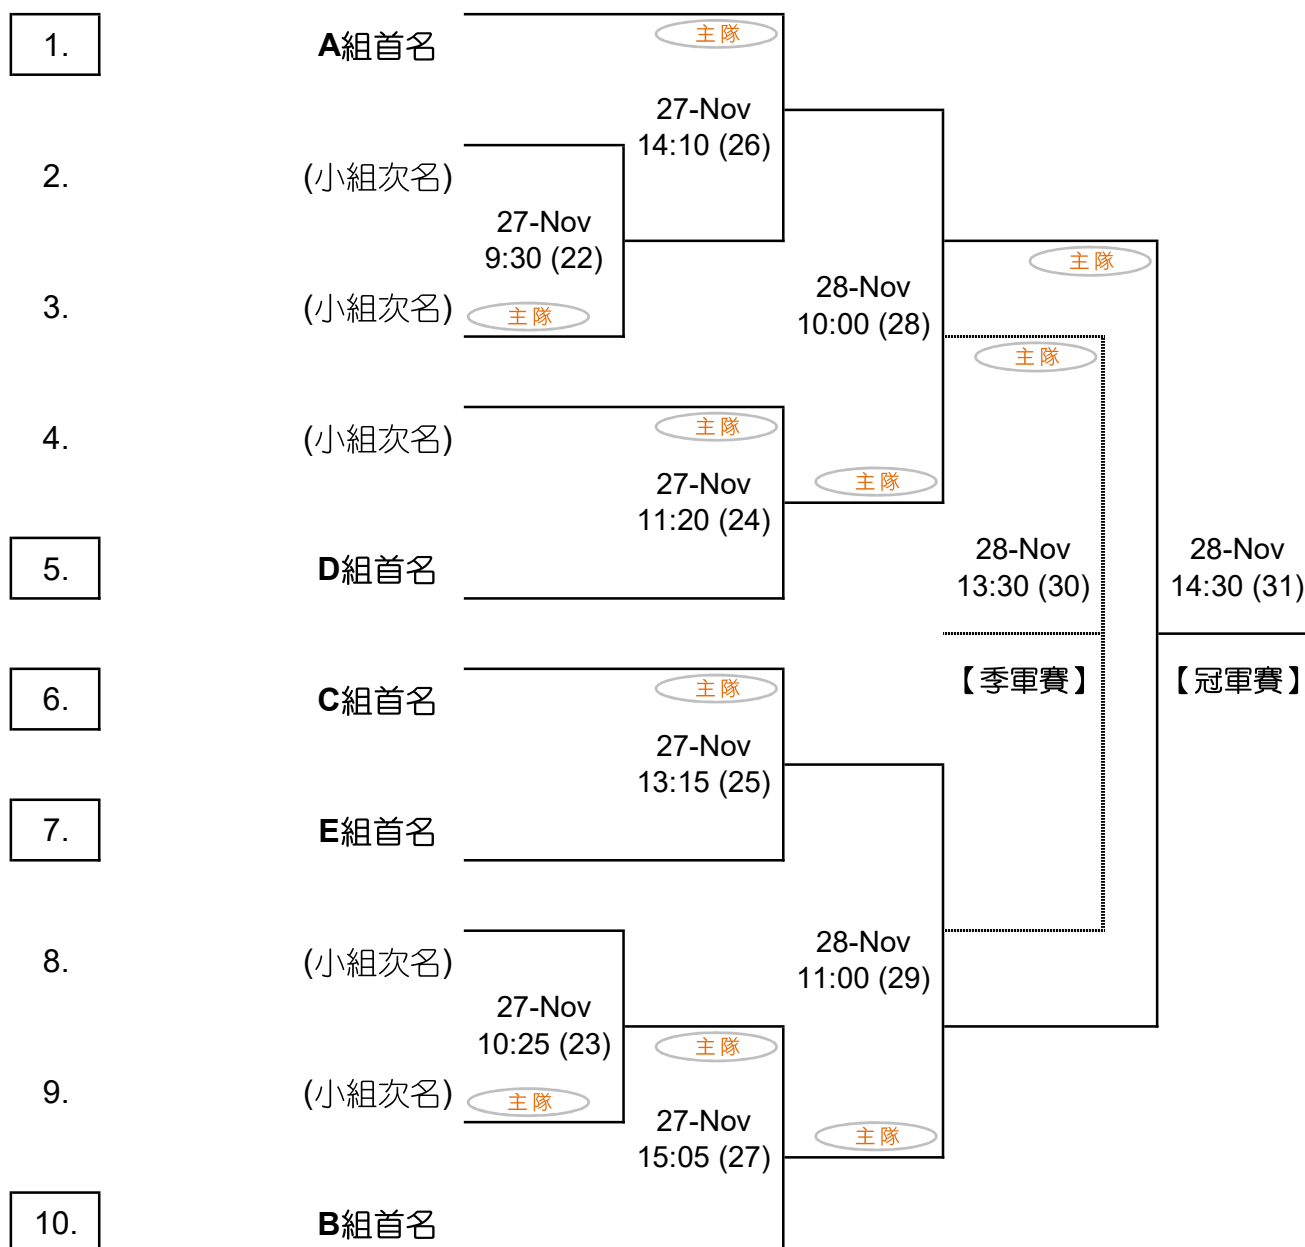 1. A組首名 主隊
27-Nov
14:10 (26)
2. (小組次名)
27-Nov
9:30 (22)
主隊
3. (小組次名) 主隊
28-Nov
10:00 (28)
主隊
4. (小組次名) 主隊
主隊
27-Nov
11:20 (24)
5. D組首名
28-Nov
13:30 (30)
28-Nov
14:30 (31)
6. C組首名 主隊
【季軍賽】 【冠軍賽】
27-Nov
13:15 (25)
7. E組首名
8. (小組次名)
28-Nov
11:00 (29)
27-Nov
10:25 (23)
主隊
9. (小組次名) 主隊
27-Nov
15:05 (27)
主隊
10. B組首名